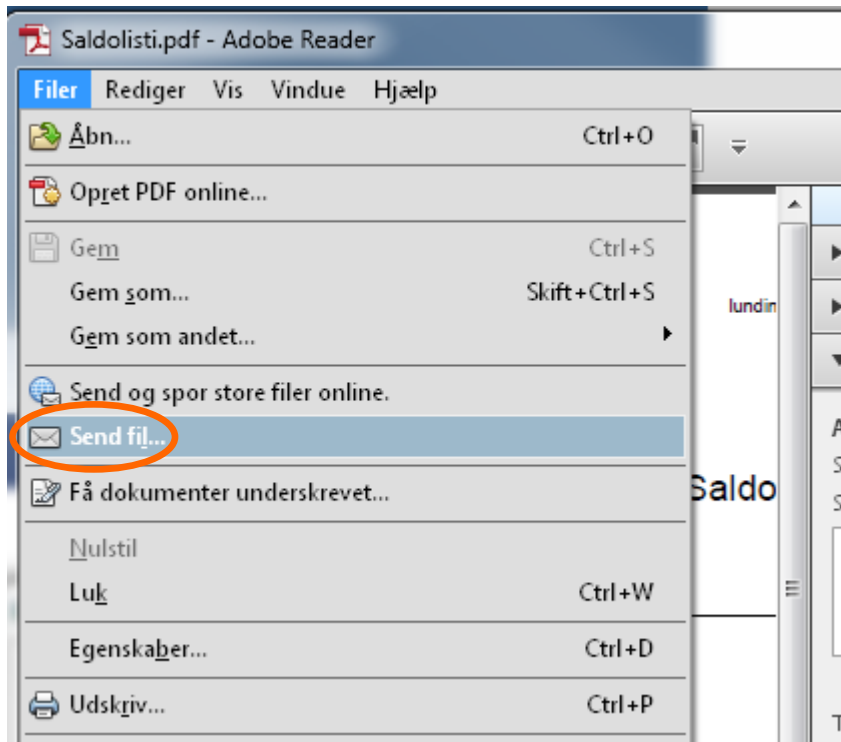 Saldolisti.pdf - Adobe Reader
Filer Rediger Vis Vindue Hjælp
Åbn... Ctrl+O
Opret PDF online...
Gem Ctrl+S
Gem som... Skift+Ctrl+S
lundin
Gem som andet...
Send og spor store filer online.
Send fil...
Få dokumenter underskrevet...
Saldo
Nulstil
Luk Ctrl+W
Egenskaber... Ctrl+D
Udskriv... Ctrl+P